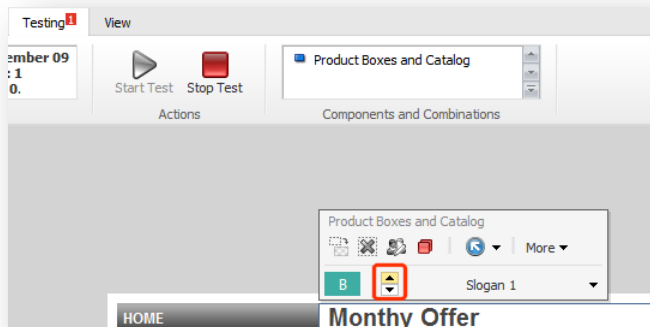 Testing 1 View
ember 09
: 1
0.
Start Test Stop Test
Product Boxes and Catalog
Actions
Components and Combinations
Product Boxes and Catalog
More
B
Slogan 1
HOME
Monthy Offer